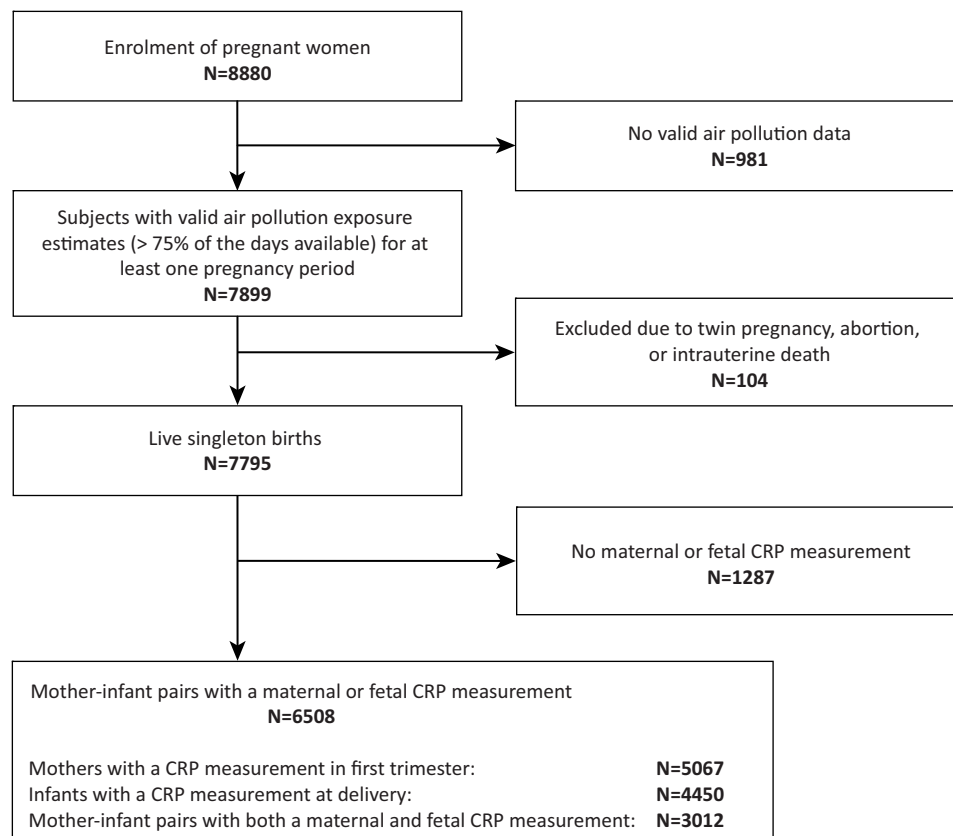 Enrolment of pregnant women
N=8880
No valid air pollution data
N=981
Subjects with valid air pollution exposure
estimates (> 75% of the days available) for at
least one pregnancy period
N=7899
Excluded due to twin pregnancy, abortion,
or intrauterine death
N=104
Live singleton births
N=7795
No maternal or fetal CRP measurement
N=1287
Mother-infant pairs with a maternal or fetal CRP measurement
N=6508
Mothers with a CRP measurement in first trimester: N=5067
Infants with a CRP measurement at delivery: N=4450
Mother-infant pairs with both a maternal and fetal CRP measurement: N=3012